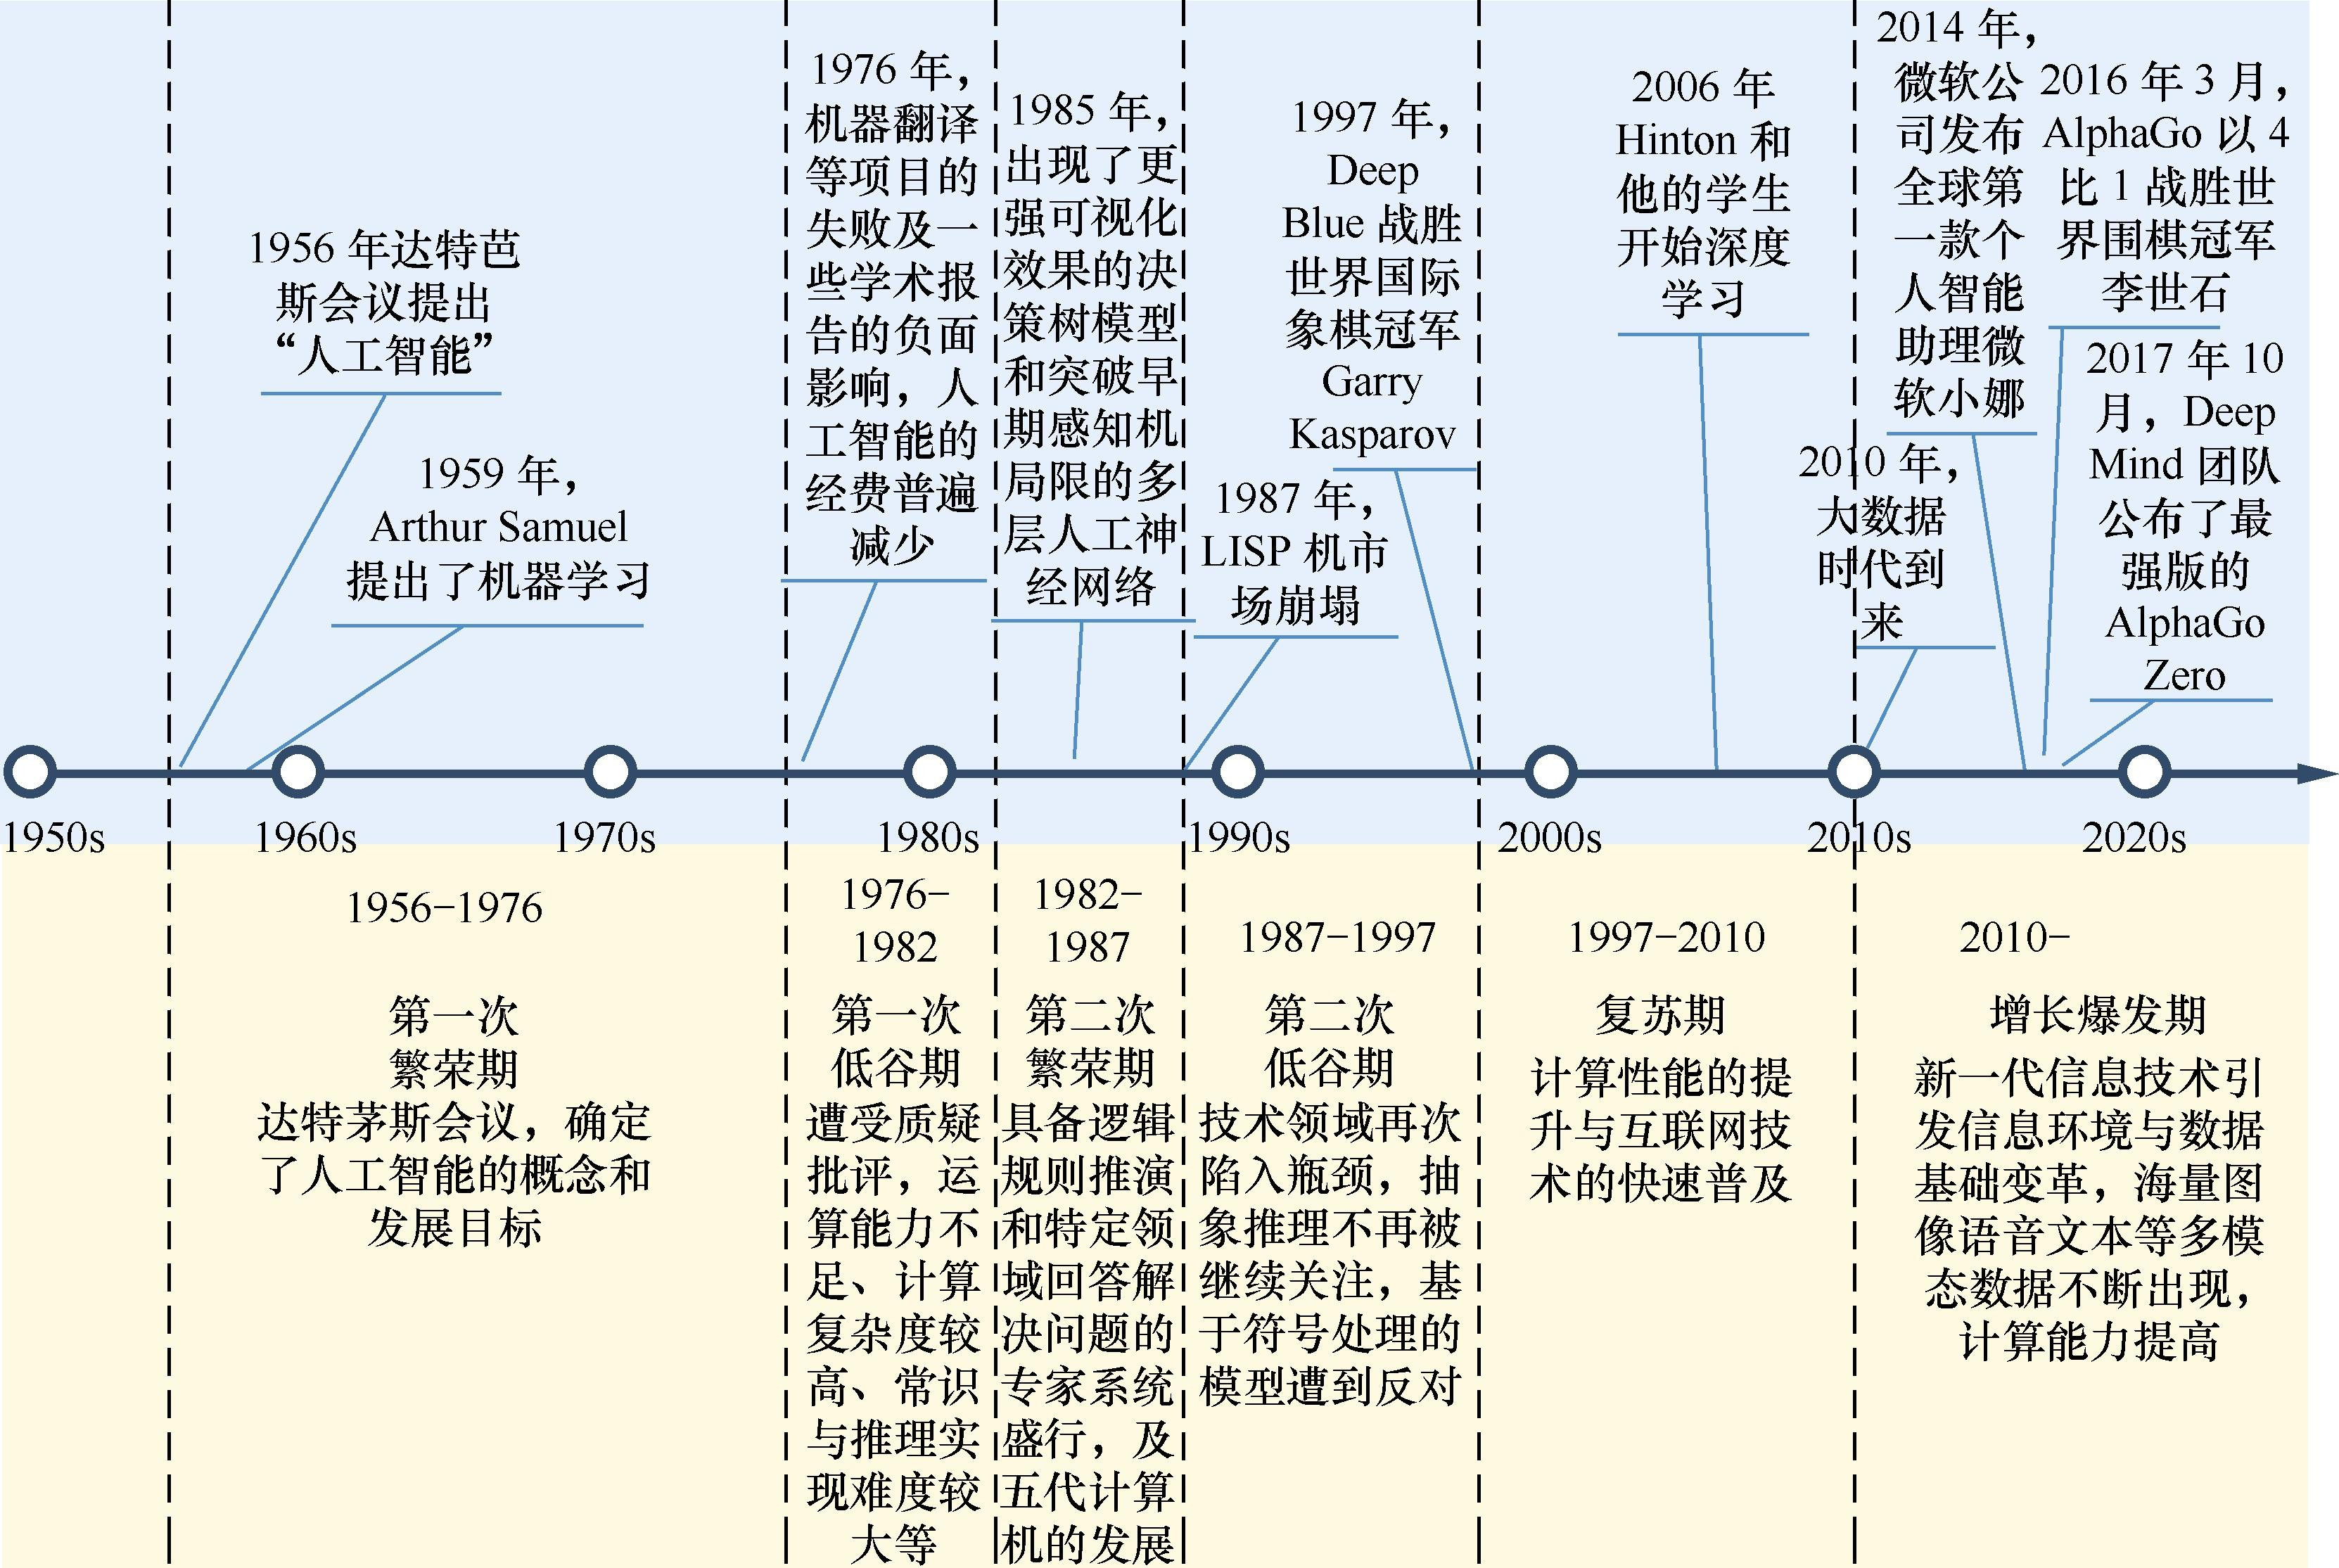 1956 年达特芭
斯会议提出
“人工智能”
1959 年，
Arthur Samuel
提出了机器学习
1976 年，
机器翻译
等项目的
失败及一
些学术报
告的负面
影响，人
工智能的
经费普遍
减少
1985 年，
出现了更
强可视化
效果的决
策树模型
和突破早
期感知机
局限的多
层人工神
经网络
1987 年，
LISP 机市
场崩塌
1997 年，
Deep
Blue 战胜
世界国际
象棋冠军
Garry
Kasparov
2006 年
Hinton 和
他的学生
开始深度
学习
2010 年，
大数据
时代到
来
2014 年，
微软公
司发布
全球第
一款个
人智能
助理微
软小娜
2016 年 3 月，
AlphaGo 以 4
比 1 战胜世
界围棋冠军
李世石
2017 年 10
月，Deep
Mind 团队
公布了最
强版的
AlphaGo
Zero
1950s
1960s
1970s
1980s
1990s
2000s
2010s
2020s
1956−1976
第一次
繁荣期
达特茅斯会议，确定
了人工智能的概念和
发展目标
1976−
1982
第一次
低谷期
遭受质疑
批评，运
算能力不
足、计算
复杂度较
高、常识
与推理实
现难度较
大等
1982−
1987
第二次
繁荣期
具备逻辑
规则推演
和特定领
域回答解
决问题的
专家系统
盛行，及
五代计算
机的发展
1987−1997
第二次
低谷期
技术领域再次
陷入瓶颈，抽
象推理不再被
继续关注，基
于符号处理的
模型遭到反对
1997−2010
复苏期
计算性能的提
升与互联网技
术的快速普及
2010−
增长爆发期
新一代信息技术引
发信息环境与数据
基础变革，海量图
像语音文本等多模
态数据不断出现，
计算能力提高